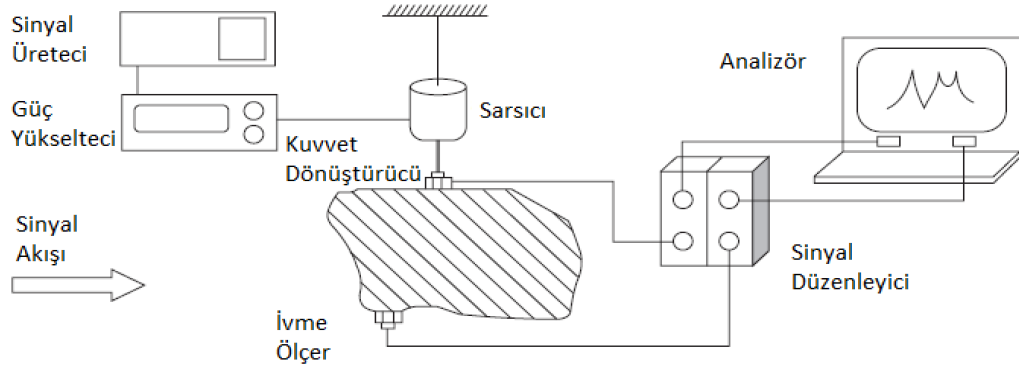 Sinyal
Üreteci
Güç
Yükselteci
Kuvvet
Dönüştürücü
Sarsıcı
Analizör
Sinyal
Akışı
Sinyal
Düzenleyici
İvme
Ölçer